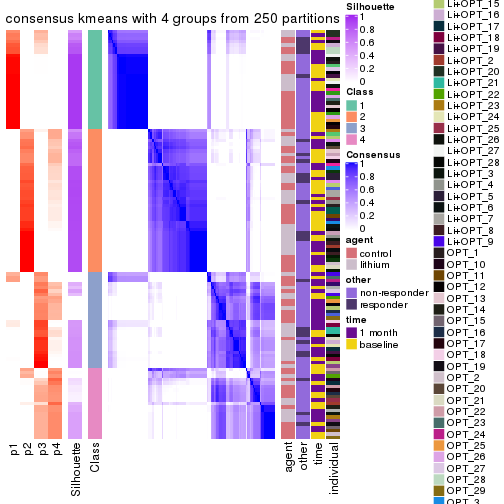 consensus kmeans with 4 groups from 250 partitions
p1
p2
p3
p4
Silhouette
Class
agent
other
time
individual
Silhouette
1
0.8
0.6
0.4
0.2
0
Class
1
2
3
4
Consensus
1
0.8
0.6
0.4
0.2
0
agent
control
lithium
other
non-responder
responder
time
1 month
baseline
Li+OPT_15
Li+OPT_16
Li+OPT_17
Li+OPT_18
Li+OPT_19
Li+OPT_2
Li+OPT_20
Li+OPT_21
Li+OPT_22
Li+OPT_23
Li+OPT_24
Li+OPT_25
Li+OPT_26
Li+OPT_27
Li+OPT_28
Li+OPT_3
Li+OPT_4
Li+OPT_5
Li+OPT_6
Li+OPT_7
Li+OPT_8
Li+OPT_9
OPT_1
OPT_10
OPT_11
OPT_12
OPT_13
OPT_14
OPT_15
OPT_16
OPT_17
OPT_18
OPT_19
OPT_2
OPT_20
OPT_21
OPT_22
OPT_23
OPT_24
OPT_25
OPT_26
OPT_27
OPT_28
OPT_29
OPT_3